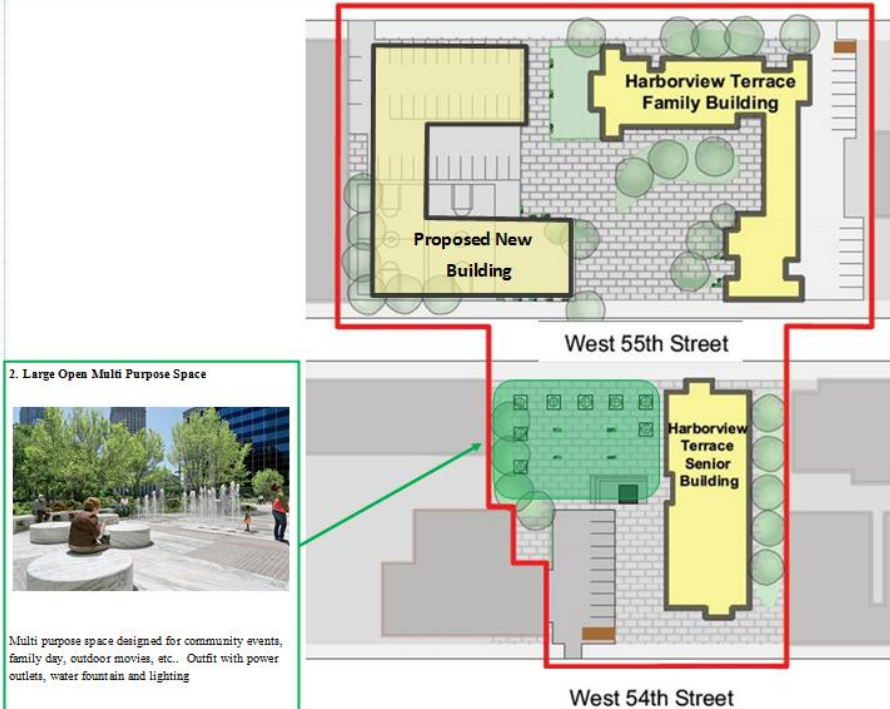 Harborview Terrace
Family Building
Proposed New
Building
West 55th Street
2. Large Open Multi Purpose Space
Harborview
Terrace
Senior
Building
Multi purpose space designed for community events,
family day, outdoor movies, etc.. Outfit with power
outlets, water fountain and lighting
West 54th Street